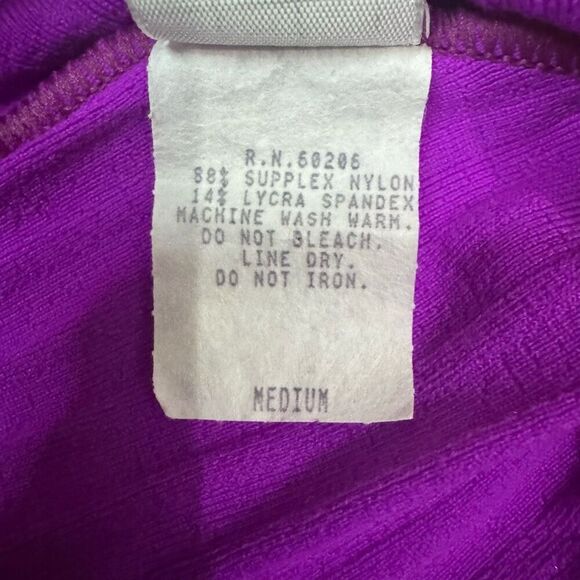 R.N.60206
88% SUPPLEX NYLON
14% LYCRA SPANDEX
MACHINE WASH WARM.
DO NOT BLEACH.
LINE DRY.
DO NOT IRON.
MEDIUM